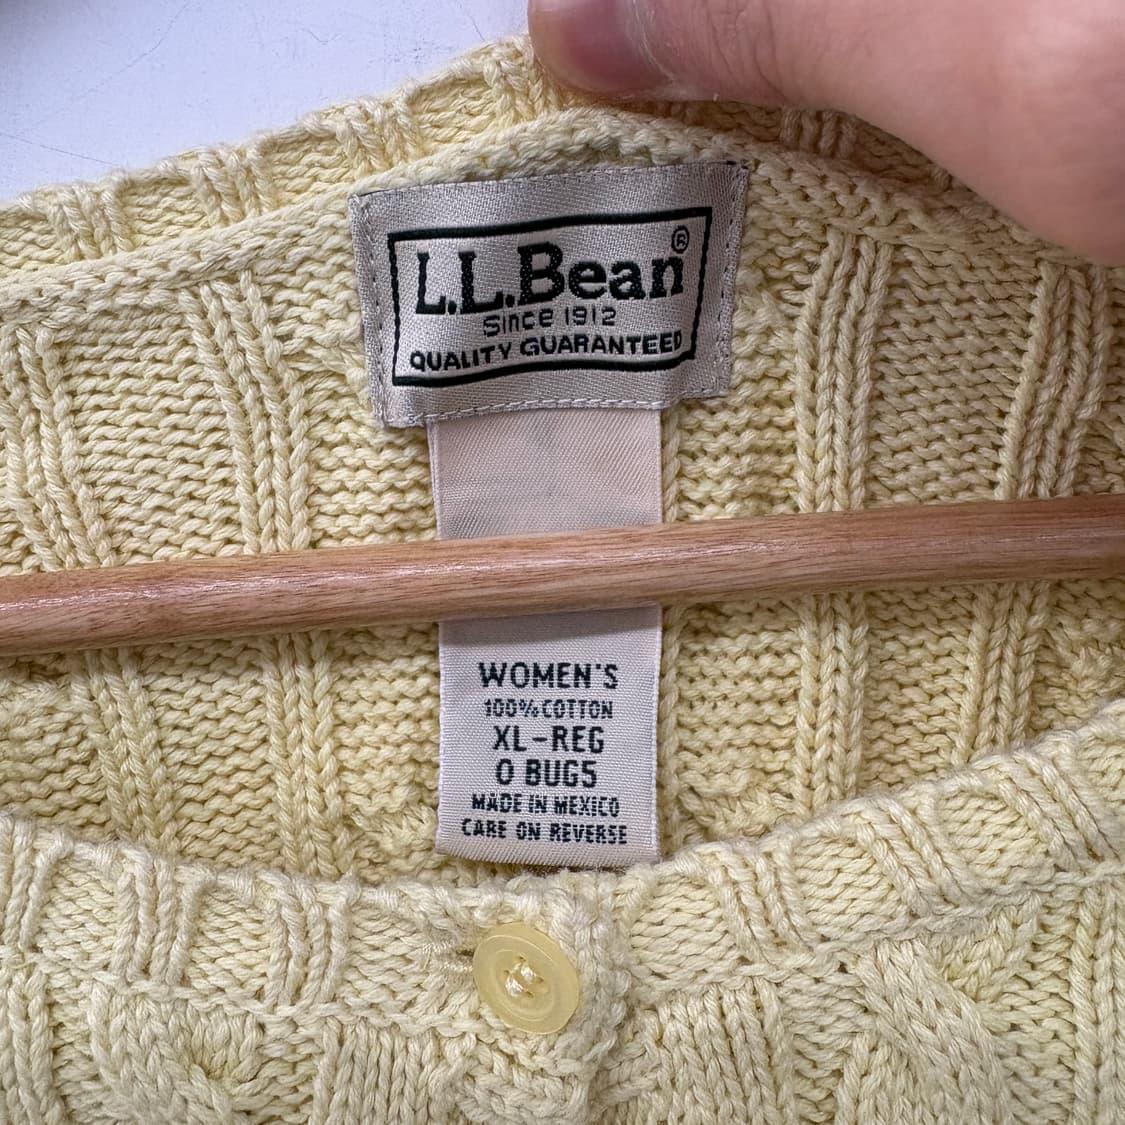 L.L.Bean®
Since 1912
QUALITY GUARANTEED
WOMEN'S
100% COTTON
XL-REG
0 BUG5
MADE IN MEXICO
CARE ON REVERSE